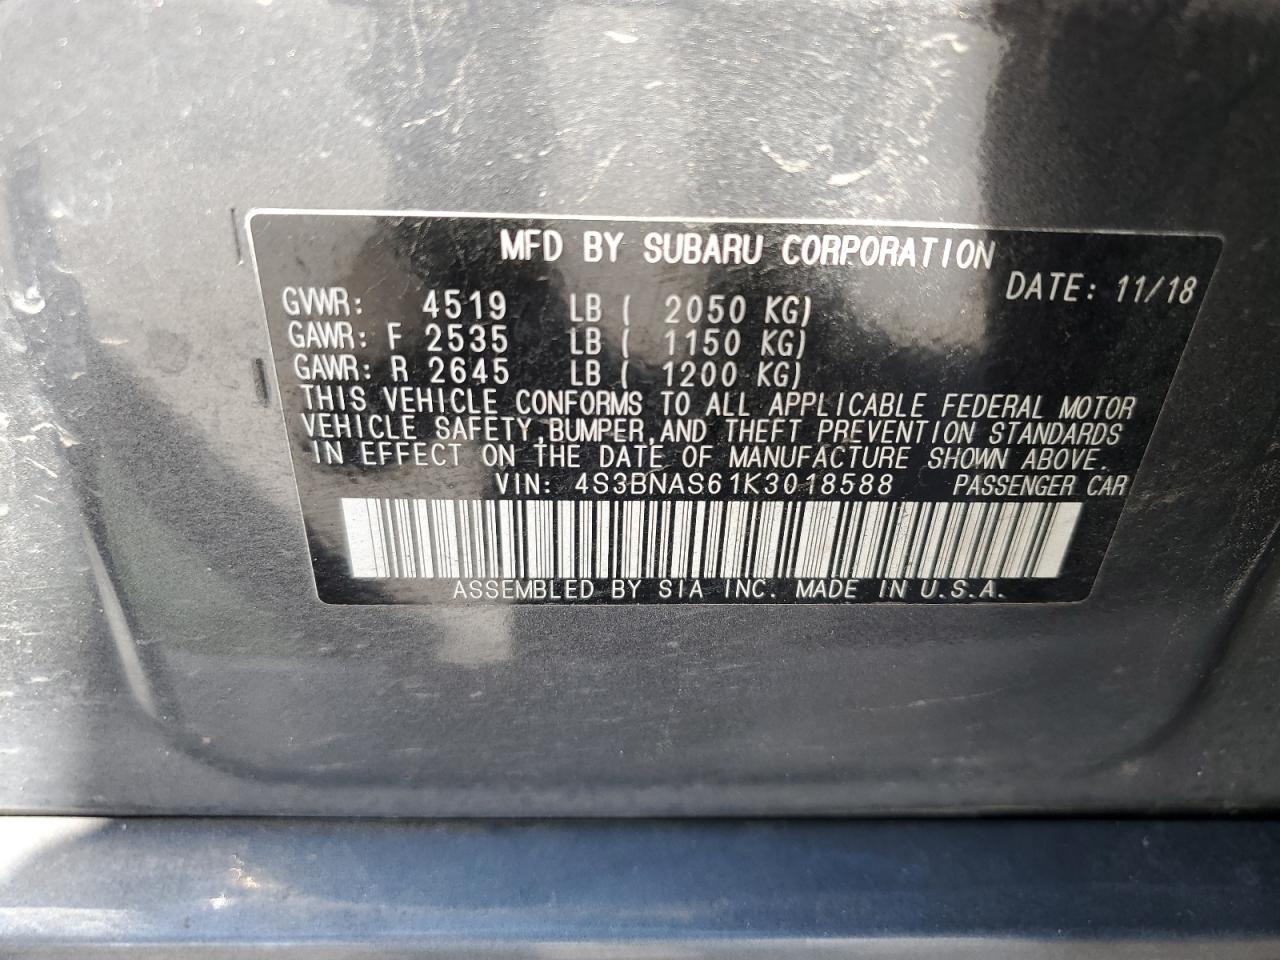 MFD BY SUBARU CORPORATION
DATE: 11/18
GVWR: 4519 LB ( 2050 KG)
GAWR: F 2535 LB ( 1150 KG)
GAWR: R 2645 LB ( 1200 KG)
THIS VEHICLE CONFORMS TO ALL APPLICABLE FEDERAL MOTOR
VEHICLE SAFETY,BUMPER,AND THEFT PREVENTION STANDARDS
IN EFFECT ON THE DATE OF MANUFACTURE SHOWN ABOVE.
VIN: 4S3BNAS61K3018588 PASSENGER CAR
ASSEMBLED BY SIA INC. MADE IN U.S.A.